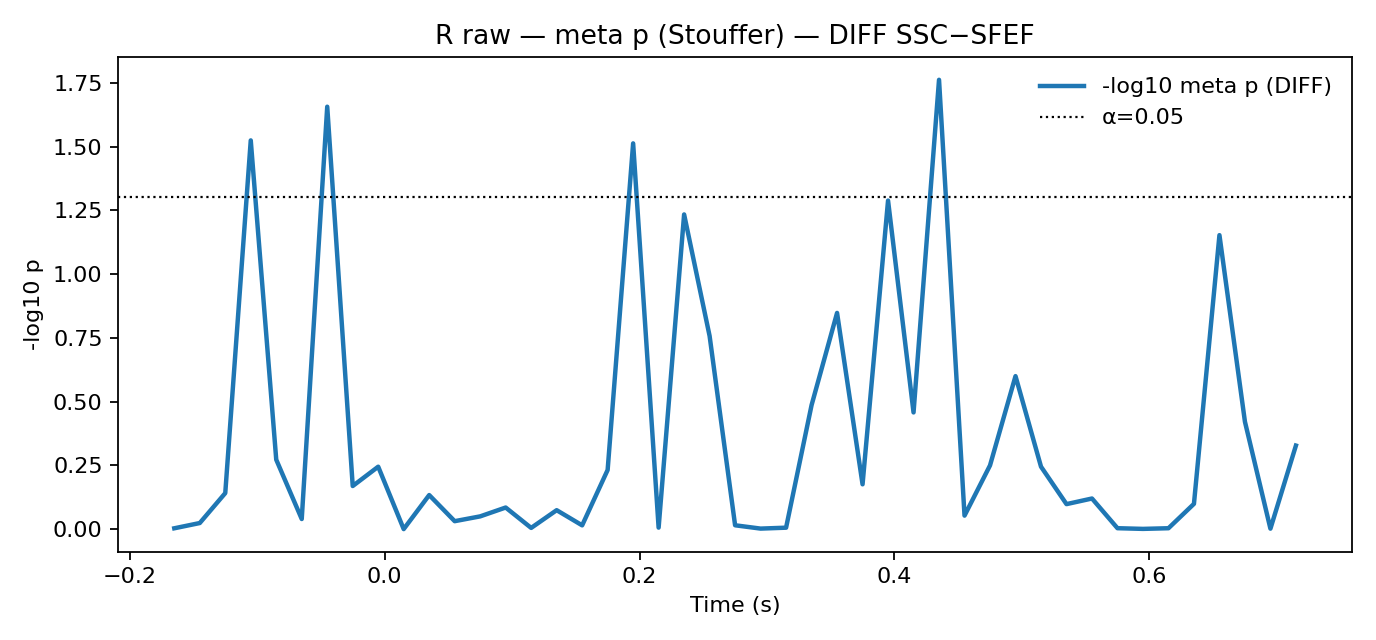 R raw — meta p (Stouffer) — DIFF SSC−SFEF
-log10 meta p (DIFF)
α=0.05
1.75
1.50
1.25
1.00
0.75
0.50
0.25
0.00
-log10 p
−0.2 0.0 0.2 0.4 0.6
Time (s)